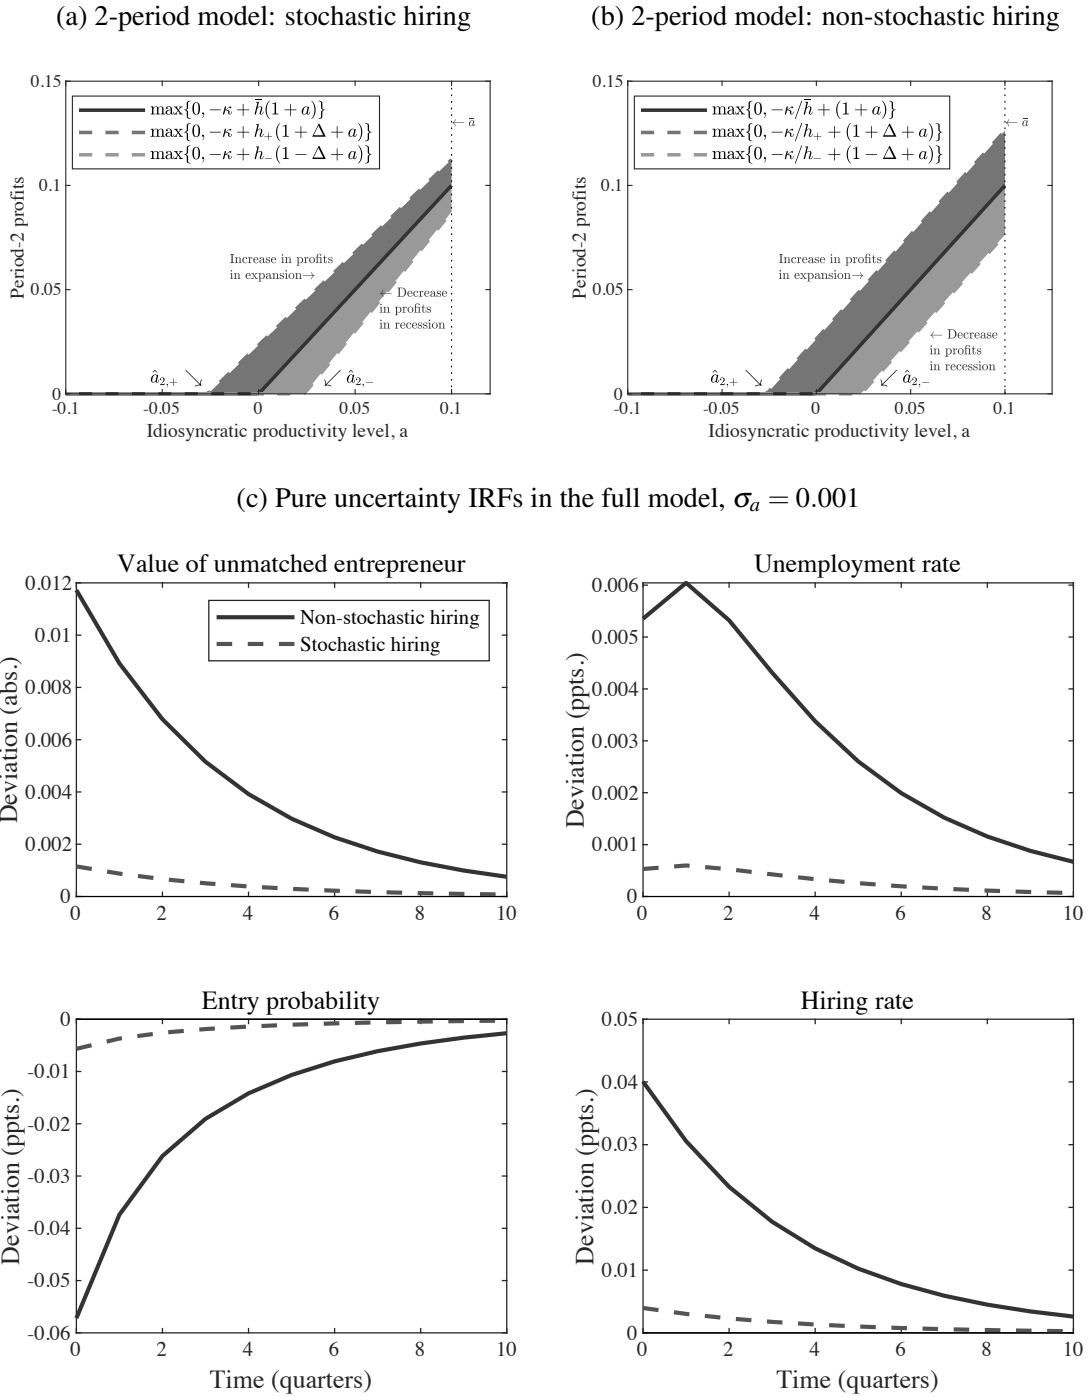 (a) 2-period model: stochastic hiring
0.15
0.1
0.05
0
Period-2 profits
max{0, −κ + h̄(1 + a)}
max{0, −κ + h₊(1 + Δ + a)}
max{0, −κ + h₋(1 − Δ + a)}
← ā
Increase in profits
in expansion→
← Decrease
in profits
in recession
â₂,₊ ↘
↙ â₂,₋
-0.1 -0.05 0 0.05 0.1
Idiosyncratic productivity level, a
(b) 2-period model: non-stochastic hiring
0.15
0.1
0.05
0
Period-2 profits
max{0, −κ/h̄ + (1 + a)}
max{0, −κ/h₊ + (1 + Δ + a)}
max{0, −κ/h₋ + (1 − Δ + a)}
← ā
Increase in profits
in expansion→
← Decrease
in profits
in recession
â₂,₊ ↘
↙ â₂,₋
-0.1 -0.05 0 0.05 0.1
Idiosyncratic productivity level, a
(c) Pure uncertainty IRFs in the full model, σₐ = 0.001
Value of unmatched entrepreneur
0.012
0.01
0.008
0.006
0.004
0.002
0
Deviation (abs.)
Non-stochastic hiring
Stochastic hiring
0 2 4 6 8 10
Unemployment rate
0.006
0.005
0.004
0.003
0.002
0.001
0
Deviation (ppts.)
0 2 4 6 8 10
Entry probability
0
-0.01
-0.02
-0.03
-0.04
-0.05
-0.06
Deviation (ppts.)
0 2 4 6 8 10
Time (quarters)
Hiring rate
0.05
0.04
0.03
0.02
0.01
0
Deviation (ppts.)
0 2 4 6 8 10
Time (quarters)